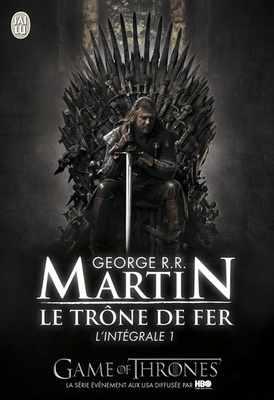 J'AI
LU
GEORGE R.R.
MARTIN
LE TRÔNE DE FER
L'INTÉGRALE 1
GAME OF THRONES
LA SÉRIE ÉVÉNEMENT AUX USA DIFFUSÉE PAR HBO